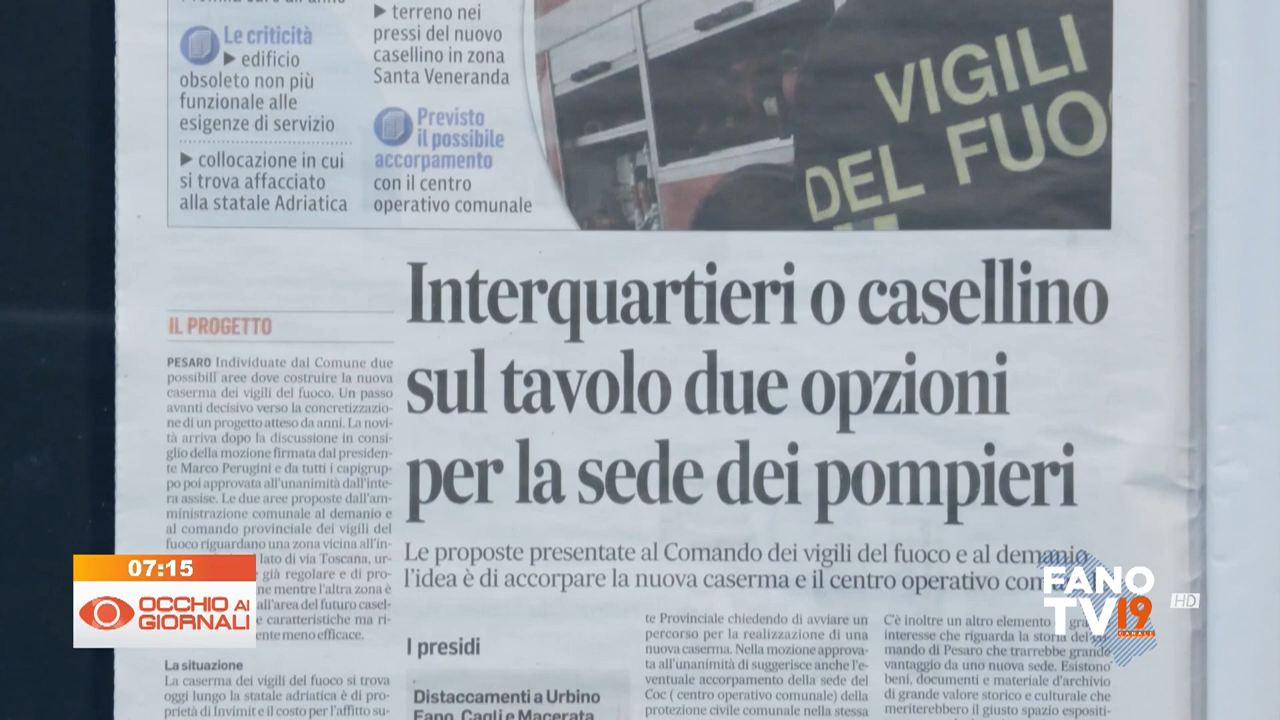 Le criticità
▶ edificio
obsoleto non più
funzionale alle
esigenze di servizio
▶ collocazione in cui
si trova affacciato
alla statale Adriatica
▶ terreno nei
pressi del nuovo
casellino in zona
Santa Veneranda
Previsto
il possibile
accorpamento
con il centro
operativo comunale
VIGILI
DEL FUO
Interquartieri o casellino
sul tavolo due opzioni
per la sede dei pompieri
Le proposte presentate al Comando dei vigili del fuoco e al demanio
l'idea è di accorpare la nuova caserma e il centro operativo com
IL PROGETTO
PESARO Individuate dal Comune due
possibili aree dove costruire la nuova
caserma dei vigili del fuoco. Un passo
avanti decisivo verso la concretizzazio-
ne di un progetto atteso da anni. La novi-
tà arriva dopo la discussione in consi-
glio della mozione firmata dal presiden-
te Marco Perugini e da tutti i capigrup-
po poi approvata all'unanimità dall'inte-
ra assise. Le due aree proposte dall'am-
ministrazione comunale al demanio e
al comando provinciale dei vigili del
fuoco riguardano una zona vicina all'in-
lato di via Toscana, ur-
già regolare e di pro-
ne mentre l'altra zona è
all'area del futuro casel-
e caratteristiche ma ri-
nte meno efficace.
La situazione
La caserma dei vigili del fuoco si trova
oggi lungo la statale adriatica è di pro-
prietà di Invimit e il costo per l'affitto su-
I presidi
Distaccamenti a Urbino
Fano, Cagli e Macerata
te Provinciale chiedendo di avviare un
percorso per la realizzazione di una
nuova caserma. Nella mozione approva-
ta all'unanimità di suggerisce anche l'e-
ventuale accorpamento della sede del
Coc ( centro operativo comunale) della
protezione civile comunale nella stessa
C'è inoltre un altro elemento
interesse che riguarda la storia del
mando di Pesaro che trarrebbe grande
vantaggio da uno nuova sede. Esistono
beni, documenti e materiale d'archivio
di grande valore storico e culturale che
meriterebbero il giusto spazio espositi-
07:15
OCCHIO AI
GIORNALI
FANO
TV19
CANALE
HD